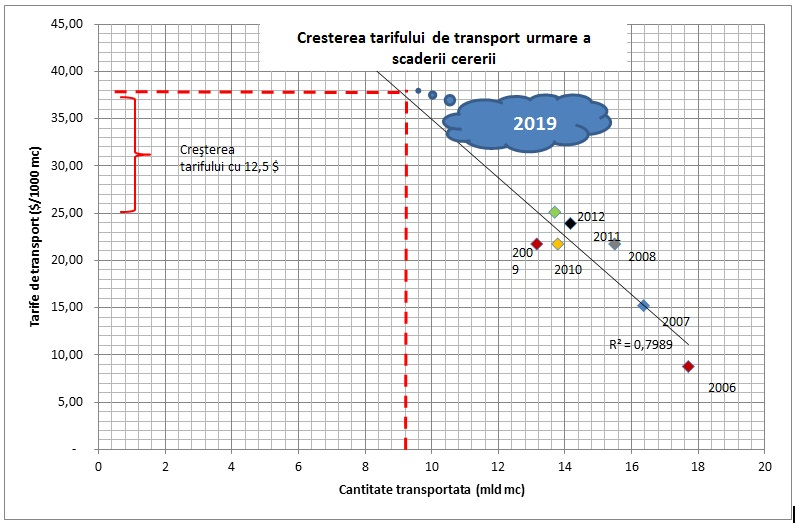 Cresterea tarifului de transport urmare a
scaderii cererii
45,00
40,00
35,00
30,00
25,00
20,00
15,00
10,00
5,00
-
Tarife de transport ($/1000 mc)
Creșterea
tarifului cu 12,5 $
2019
2012
2011
2008
200
9
2010
2007
R² = 0,7989
2006
0 2 4 6 8 10 12 14 16 18 20
Cantitate transportata (mld mc)